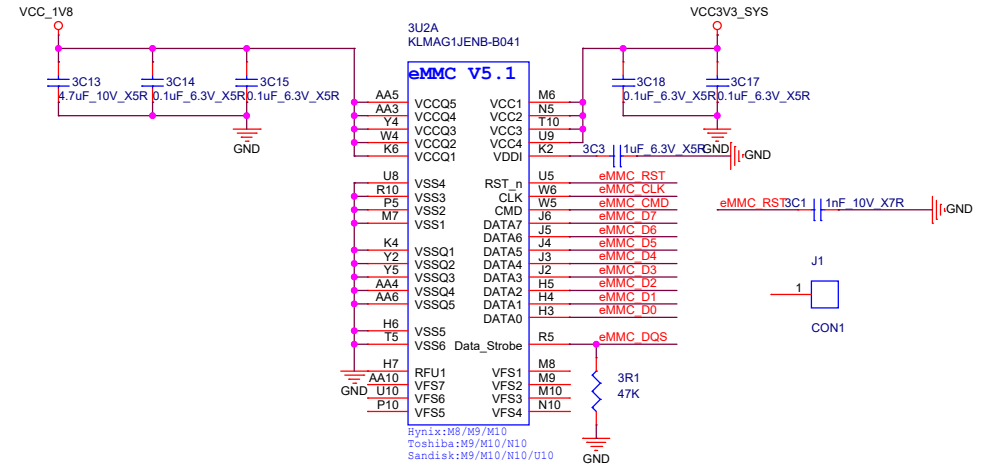 VCC_1V8
VCC3V3_SYS
3U2A
KLMAG1JENB-B041
eMMC V5.1
3C13
4.7uF_10V_X5R
3C14
0.1uF_6.3V_X5R
3C15
0.1uF_6.3V_X5R
GND
3C18
0.1uF_6.3V_X5R
3C17
0.1uF_6.3V_X5R
GND
AA5 VCCQ5 VCC1 M6
AA3 VCCQ4 VCC2 N5
Y4 VCCQ3 VCC3 T10
W4 VCCQ2 VCC4 U9
K6 VCCQ1 VDDI K2
3C3 1uF_6.3V_X5R GND
U8 VSS4 RST_n U5 eMMC_RST
R10 VSS3 CLK W6 eMMC_CLK
P5 VSS2 CMD W5 eMMC_CMD
M7 VSS1 DATA7 J6 eMMC_D7
DATA6 J5 eMMC_D6
K4 VSSQ1 DATA5 J4 eMMC_D5
Y2 VSSQ2 DATA4 J3 eMMC_D4
Y5 VSSQ3 DATA3 J2 eMMC_D3
AA4 VSSQ4 DATA2 H5 eMMC_D2
AA6 VSSQ5 DATA1 H4 eMMC_D1
DATA0 H3 eMMC_D0
H6 VSS5
T5 VSS6 Data_Strobe R5 eMMC_DQS
H7 RFU1 VFS1 M8
AA10 VFS7 VFS2 M9
U10 VFS6 VFS3 M10
P10 VFS5 VFS4 N10
GND
3R1
47K
GND
Hynix:M8/M9/M10
Toshiba:M9/M10/N10
Sandisk:M9/M10/N10/U10
eMMC_RST 3C1 1nF_10V_X7R GND
J1
1
CON1